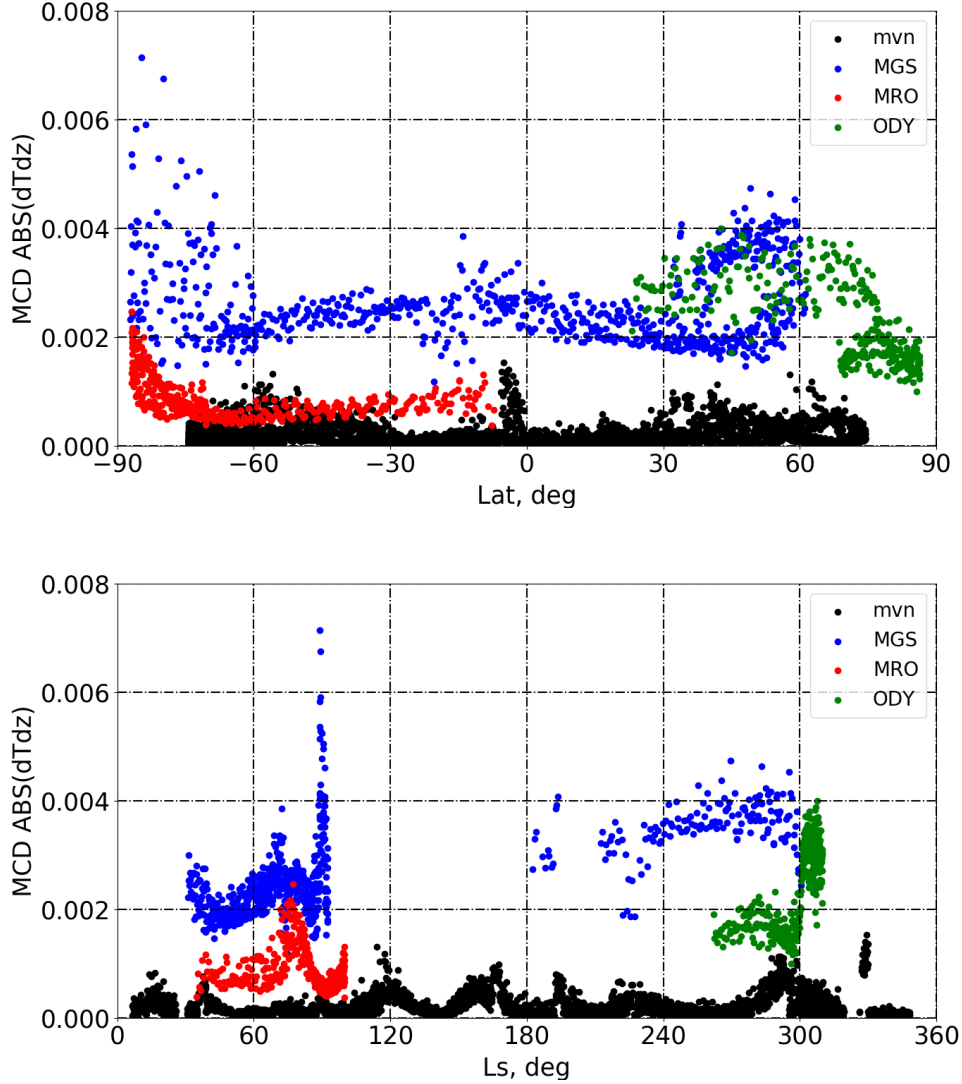 0.008
0.006
0.004
0.002
0.000
MCD ABS(dTdz)
mvn
MGS
MRO
ODY
−90 −60 −30 0 30 60 90
Lat, deg
0.008
0.006
0.004
0.002
0.000
MCD ABS(dTdz)
mvn
MGS
MRO
ODY
0 60 120 180 240 300 360
Ls, deg